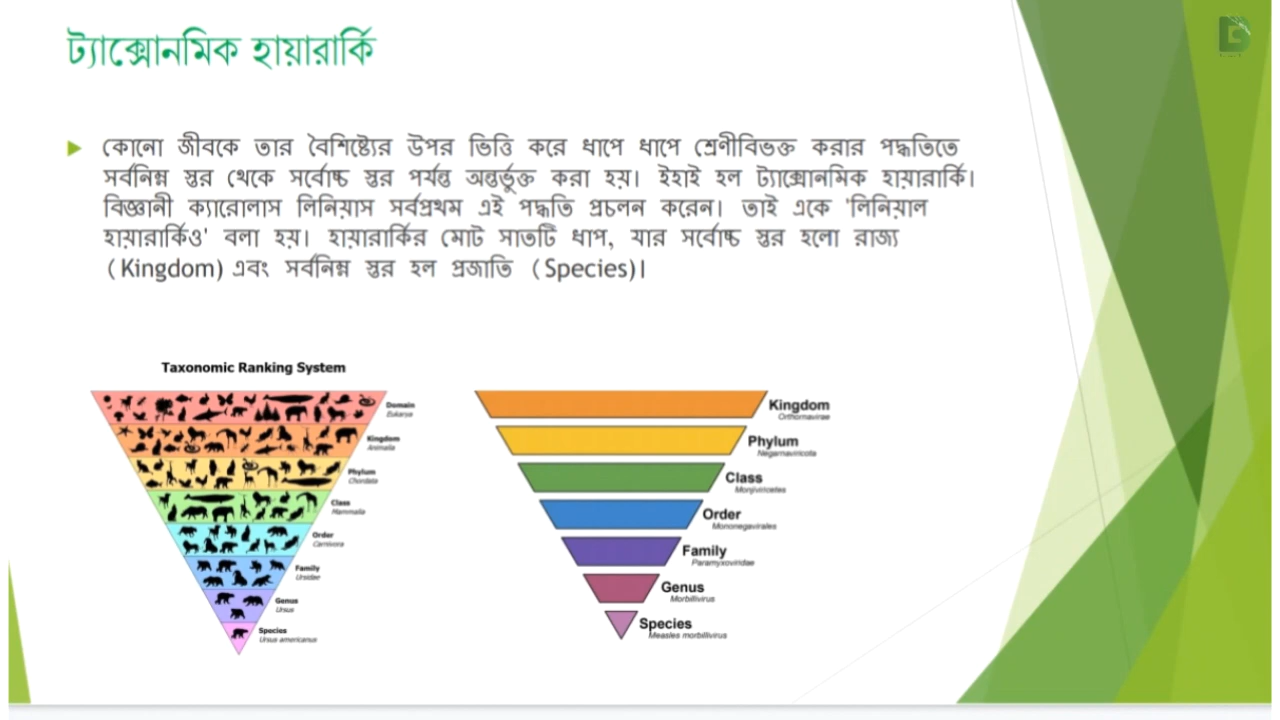 ট্যাক্সোনমিক হায়ারার্কি
কোনো জীবকে তার বৈশিষ্ট্যের উপর ভিত্তি করে ধাপে ধাপে শ্রেণীবিভক্ত করার পদ্ধতিতে
সর্বনিম্ন স্তর থেকে সর্বোচ্চ স্তর পর্যন্ত অন্তর্ভুক্ত করা হয়। ইহাই হল ট্যাক্সোনমিক হায়ারার্কি।
বিজ্ঞানী ক্যারোলাস লিনিয়াস সর্বপ্রথম এই পদ্ধতি প্রচলন করেন। তাই একে 'লিনিয়াল
হায়ারার্কিও' বলা হয়। হায়ারার্কির মোট সাতটি ধাপ, যার সর্বোচ্চ স্তর হলো রাজ্য
(Kingdom) এবং সর্বনিম্ন স্তর হল প্রজাতি (Species)।
Taxonomic Ranking System
Domain
Eukarya
Kingdom
Animalia
Phylum
Chordata
Class
Mammalia
Order
Carnivora
Family
Ursidae
Genus
Ursus
Species
Ursus americanus
Kingdom
Orthornavirae
Phylum
Negarnaviricota
Class
Monjiviricetes
Order
Mononegavirales
Family
Paramyxoviridae
Genus
Morbillivirus
Species
Measles morbillivirus